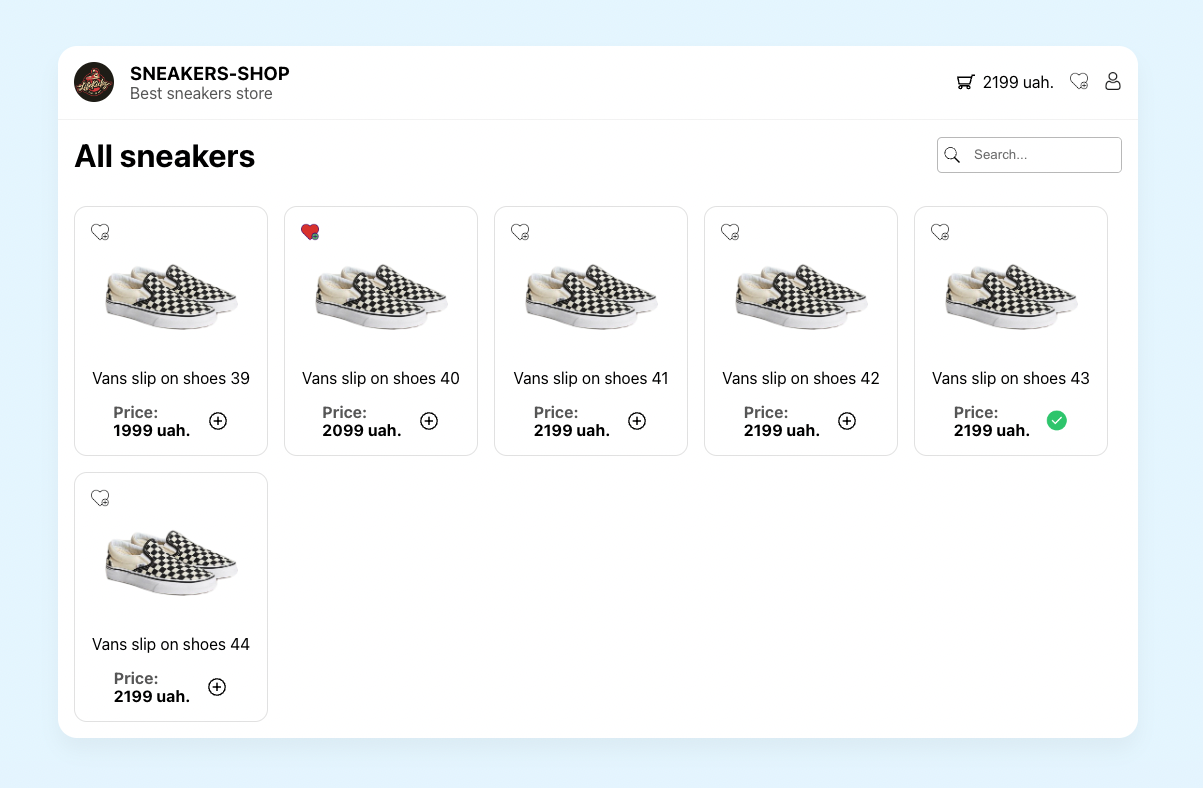 SNEAKERS-SHOP
Best sneakers store
2199 uah.
All sneakers
Search...
Vans slip on shoes 39
Price:
1999 uah.
Vans slip on shoes 40
Price:
2099 uah.
Vans slip on shoes 41
Price:
2199 uah.
Vans slip on shoes 42
Price:
2199 uah.
Vans slip on shoes 43
Price:
2199 uah.
Vans slip on shoes 44
Price:
2199 uah.